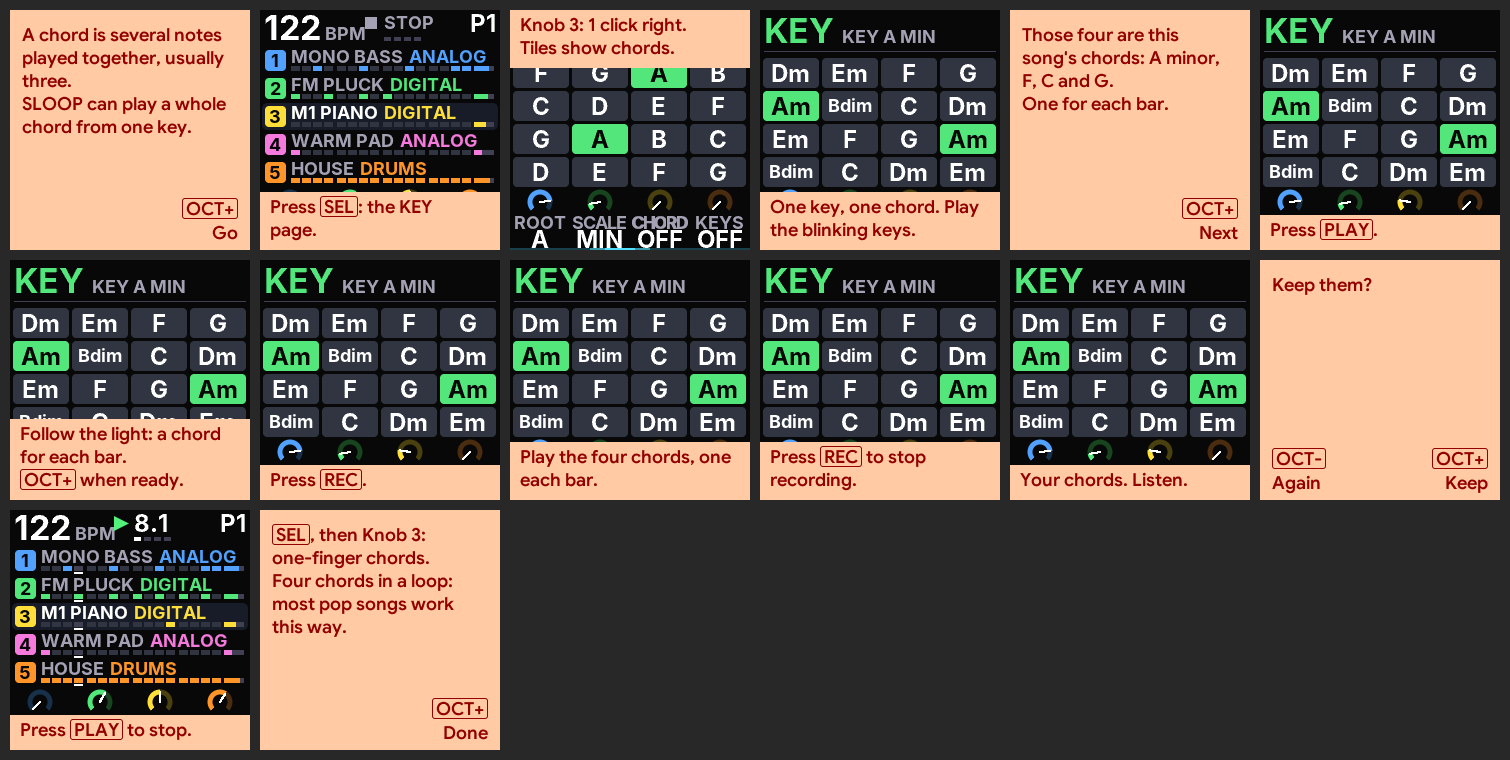 A chord is several notes
played together, usually
three.
SLOOP can play a whole
chord from one key.
OCT+
Go
122 BPM STOP P1
1 MONO BASS ANALOG
2 FM PLUCK DIGITAL
3 M1 PIANO DIGITAL
4 WARM PAD ANALOG
5 HOUSE DRUMS
Press SEL: the KEY
page.
Knob 3: 1 click right.
Tiles show chords.
F G A B
C D E F
G A B C
D E F G
ROOT SCALE CHORD KEYS
A MIN OFF OFF
KEY KEY A MIN
Dm Em F G
Am Bdim C Dm
Em F G Am
Bdim C Dm Em
One key, one chord. Play
the blinking keys.
Those four are this
song's chords: A minor,
F, C and G.
One for each bar.
OCT+
Next
KEY KEY A MIN
Dm Em F G
Am Bdim C Dm
Em F G Am
Bdim C Dm Em
Press PLAY.
KEY KEY A MIN
Dm Em F G
Am Bdim C Dm
Em F G Am
Bdim C Dm Em
Follow the light: a chord
for each bar.
OCT+ when ready.
KEY KEY A MIN
Dm Em F G
Am Bdim C Dm
Em F G Am
Bdim C Dm Em
Press REC.
KEY KEY A MIN
Dm Em F G
Am Bdim C Dm
Em F G Am
Bdim C Dm Em
Play the four chords, one
each bar.
KEY KEY A MIN
Dm Em F G
Am Bdim C Dm
Em F G Am
Bdim C Dm Em
Press REC to stop
recording.
KEY KEY A MIN
Dm Em F G
Am Bdim C Dm
Em F G Am
Bdim C Dm Em
Your chords. Listen.
Keep them?
OCT- OCT+
Again Keep
122 BPM 8.1 P1
1 MONO BASS ANALOG
2 FM PLUCK DIGITAL
3 M1 PIANO DIGITAL
4 WARM PAD ANALOG
5 HOUSE DRUMS
Press PLAY to stop.
SEL, then Knob 3:
one-finger chords.
Four chords in a loop:
most pop songs work
this way.
OCT+
Done